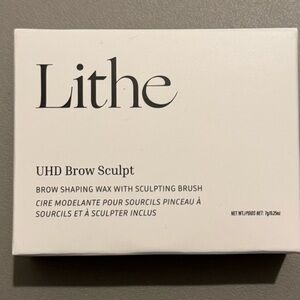 Lithe
UHD Brow Sculpt
BROW SHAPING WAX WITH SCULPTING BRUSH
CIRE MODELANTE POUR SOURCILS PINCEAU À
SOURCILS ET À SCULPTER INCLUS
NET WT./POIDS NET: 7g/0.25oz